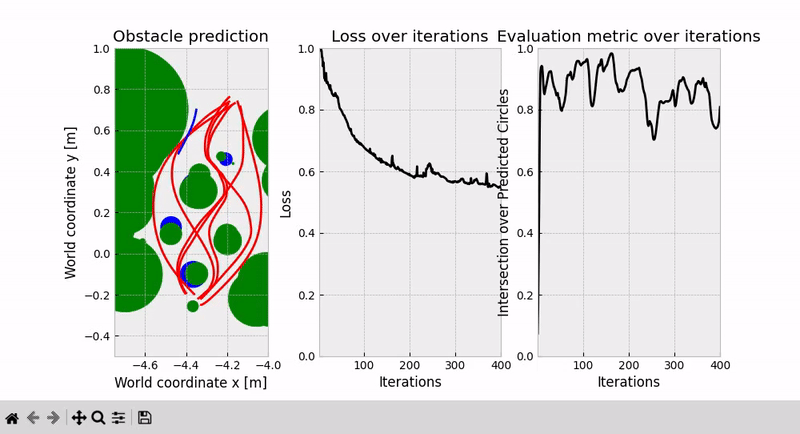 Obstacle prediction
1.0
0.8
0.6
0.4
0.2
0.0
−0.2
−0.4
−4.6 −4.4 −4.2 −4.0
World coordinate x [m]
World coordinate y [m]
Loss over iterations
1.0
0.8
0.6
0.4
0.2
0.0
100 200 300 400
Iterations
Loss
Evaluation metric over iterations
1.0
0.8
0.6
0.4
0.2
0.0
100 200 300 400
Iterations
Intersection over Predicted Circles